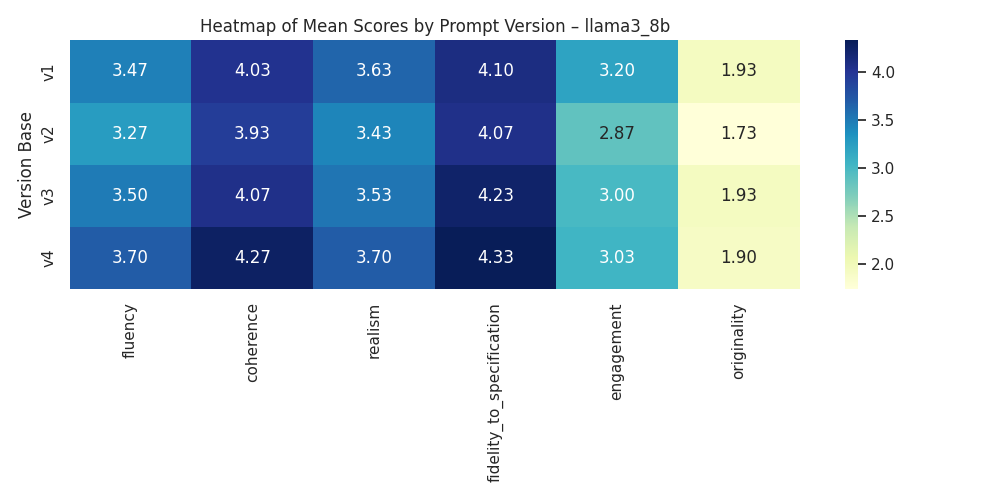 Heatmap of Mean Scores by Prompt Version – llama3_8b
Version Base
v1 3.47 4.03 3.63 4.10 3.20 1.93
v2 3.27 3.93 3.43 4.07 2.87 1.73
v3 3.50 4.07 3.53 4.23 3.00 1.93
v4 3.70 4.27 3.70 4.33 3.03 1.90
fluency
coherence
realism
fidelity_to_specification
engagement
originality
4.0
3.5
3.0
2.5
2.0